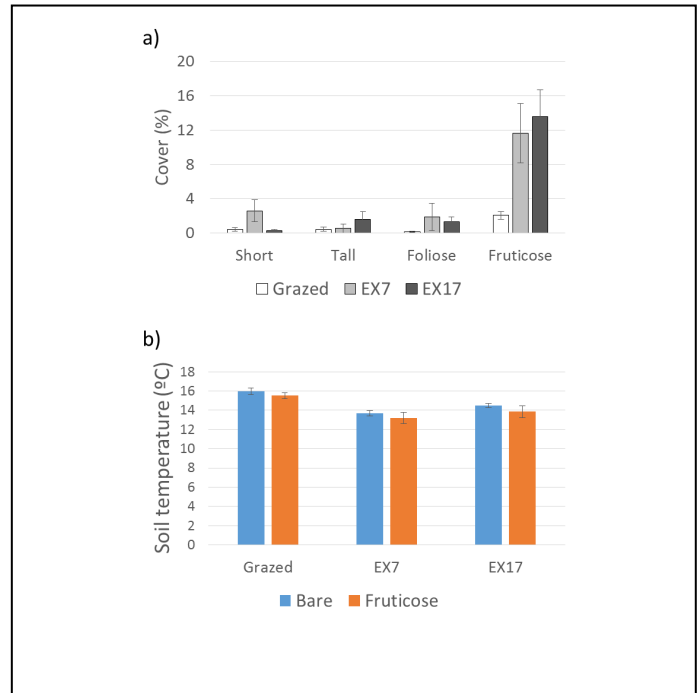 a)
Cover (%)
20
16
12
8
4
0
Short Tall Foliose Fruticose
Grazed EX7 EX17
b)
Soil temperature (ºC)
18
16
14
12
10
8
6
4
2
0
Grazed EX7 EX17
Bare Fruticose